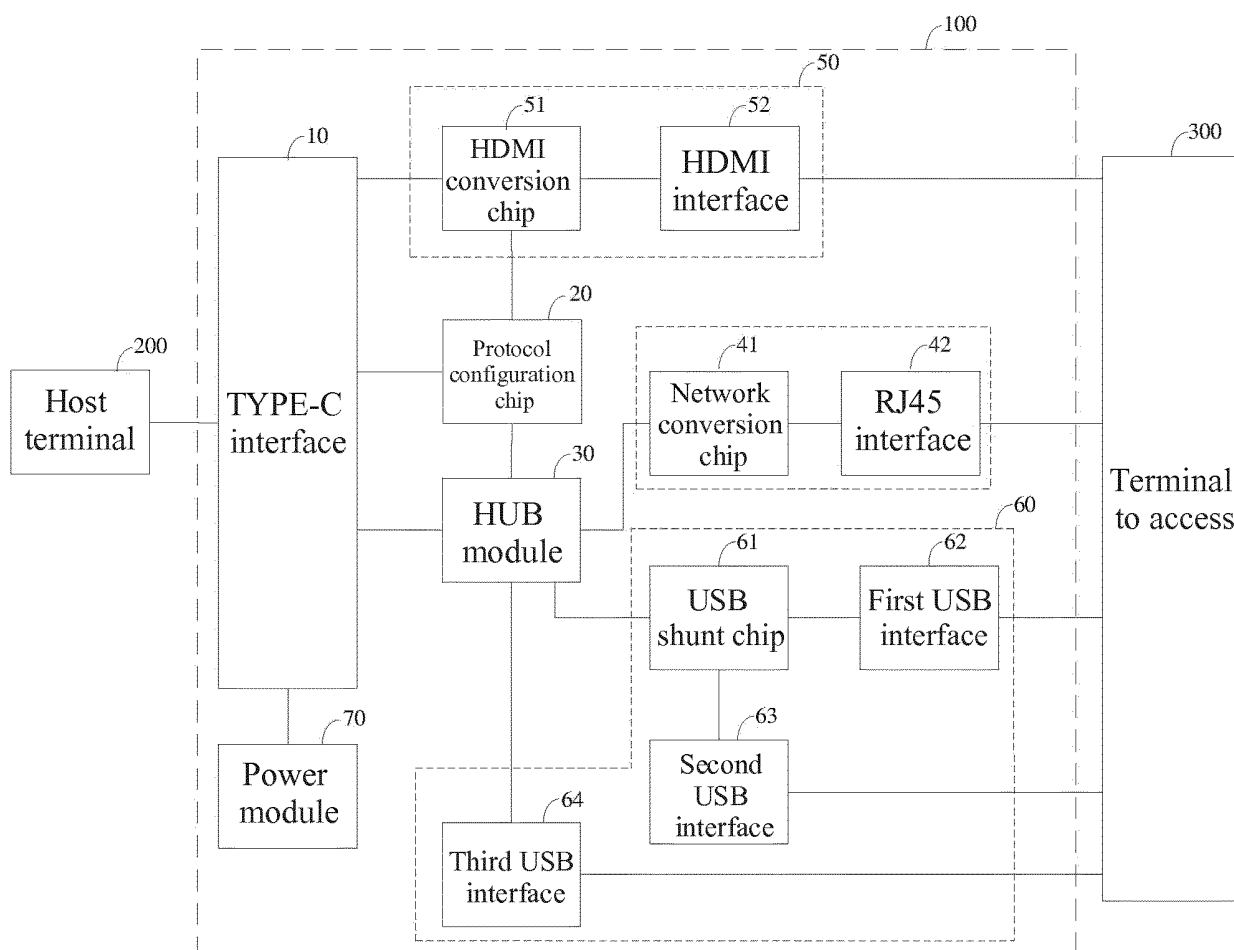 100
50
51
HDMI
conversion
chip
52
HDMI
interface
10
TYPE-C
interface
300
Terminal
to access
20
Protocol
configuration
chip
200
Host
terminal
41
Network
conversion
chip
42
RJ45
interface
30
HUB
module
60
61
USB
shunt chip
62
First USB
interface
63
Second
USB
interface
70
Power
module
64
Third USB
interface